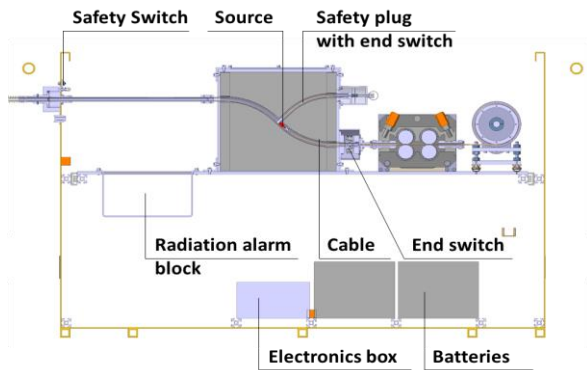 Safety Switch
Source
Safety plug
with end switch
Radiation alarm
block
Cable
End switch
Electronics box
Batteries